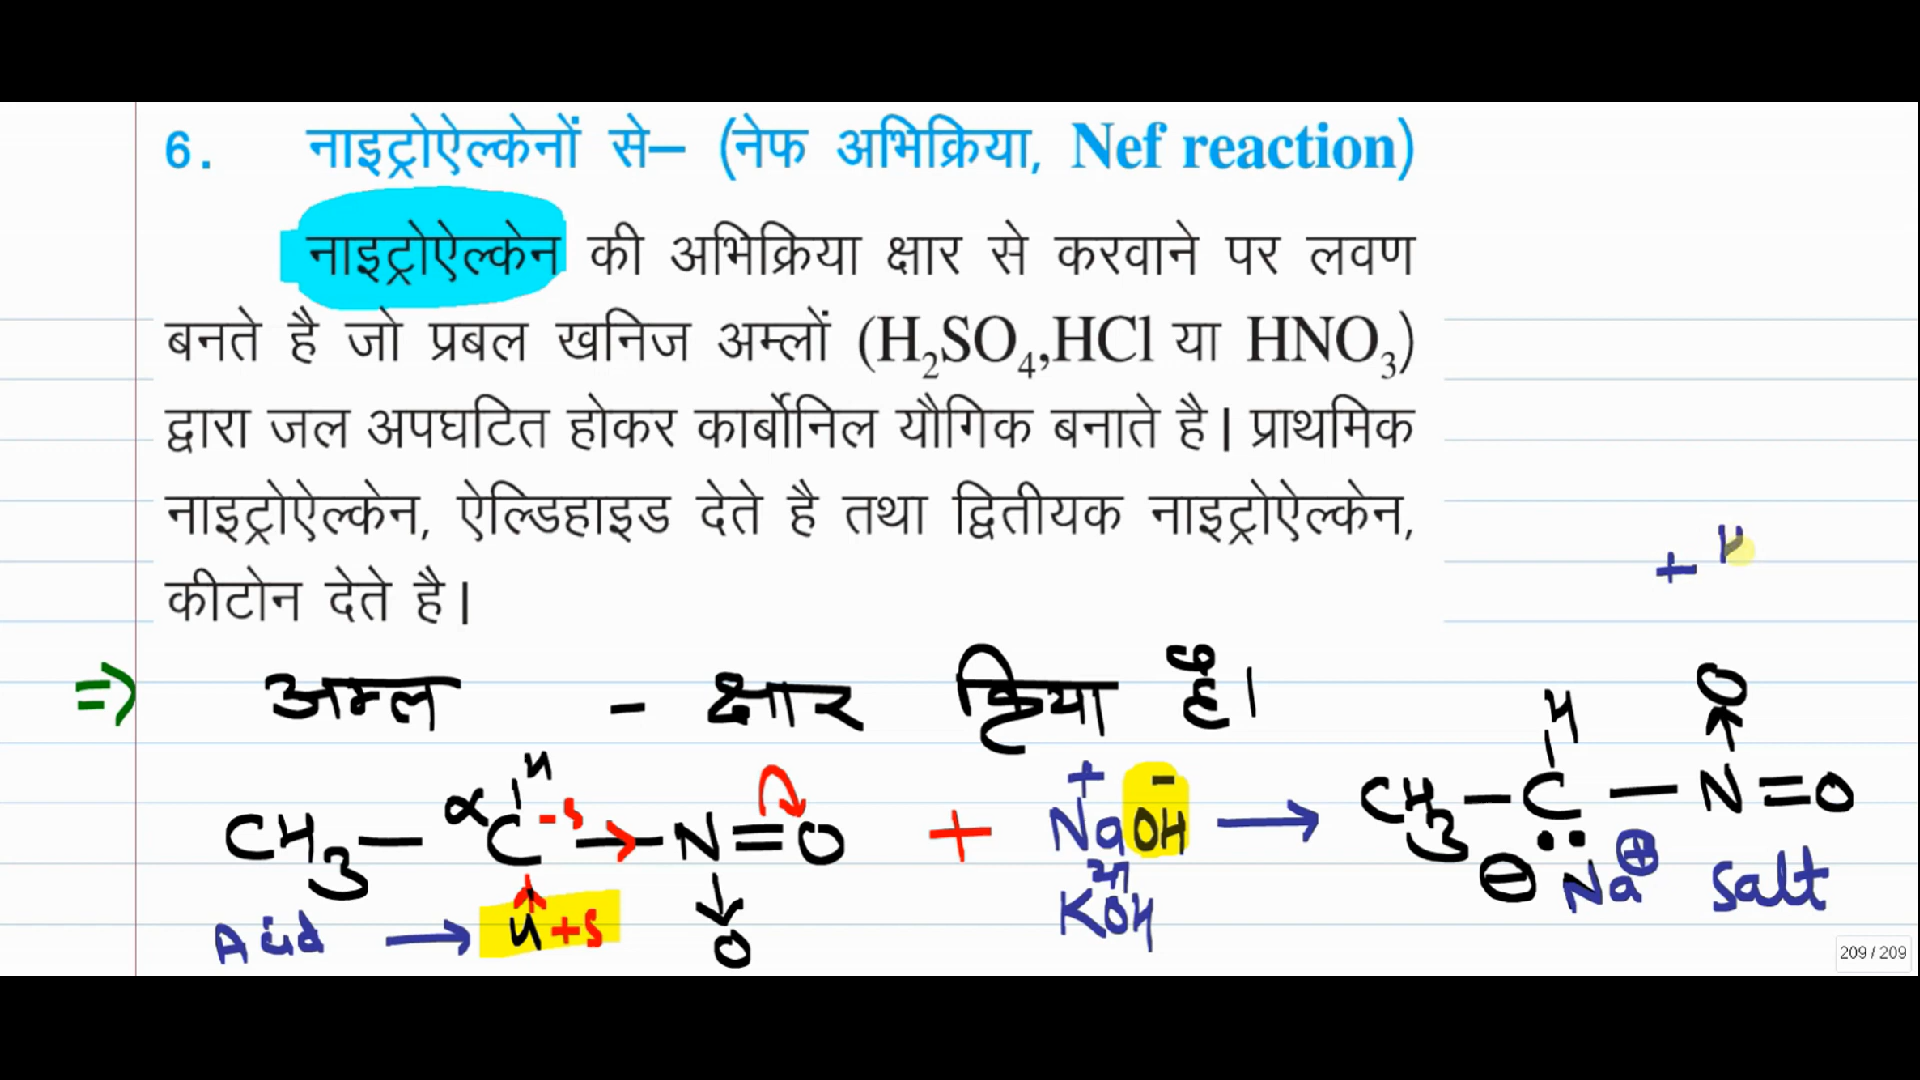 6. नाइट्रोऐल्केनों से– (नेफ अभिक्रिया, Nef reaction)
नाइट्रोऐल्केन की अभिक्रिया क्षार से करवाने पर लवण
बनते है जो प्रबल खनिज अम्लों (H₂SO₄,HCl या HNO₃)
द्वारा जल अपघटित होकर कार्बोनिल यौगिक बनाते है। प्राथमिक
नाइट्रोऐल्केन, ऐल्डिहाइड देते है तथा द्वितीयक नाइट्रोऐल्केन,
कीटोन देते है।
+
=> अम्ल - क्षार क्रिया है।
H O
H + -
CH₃ — αC -δ — N = O + NaOH → CH₃ — C — N = O
या ⊖ Na⊕ Salt
Acid → H +δ O KOH
209 / 209